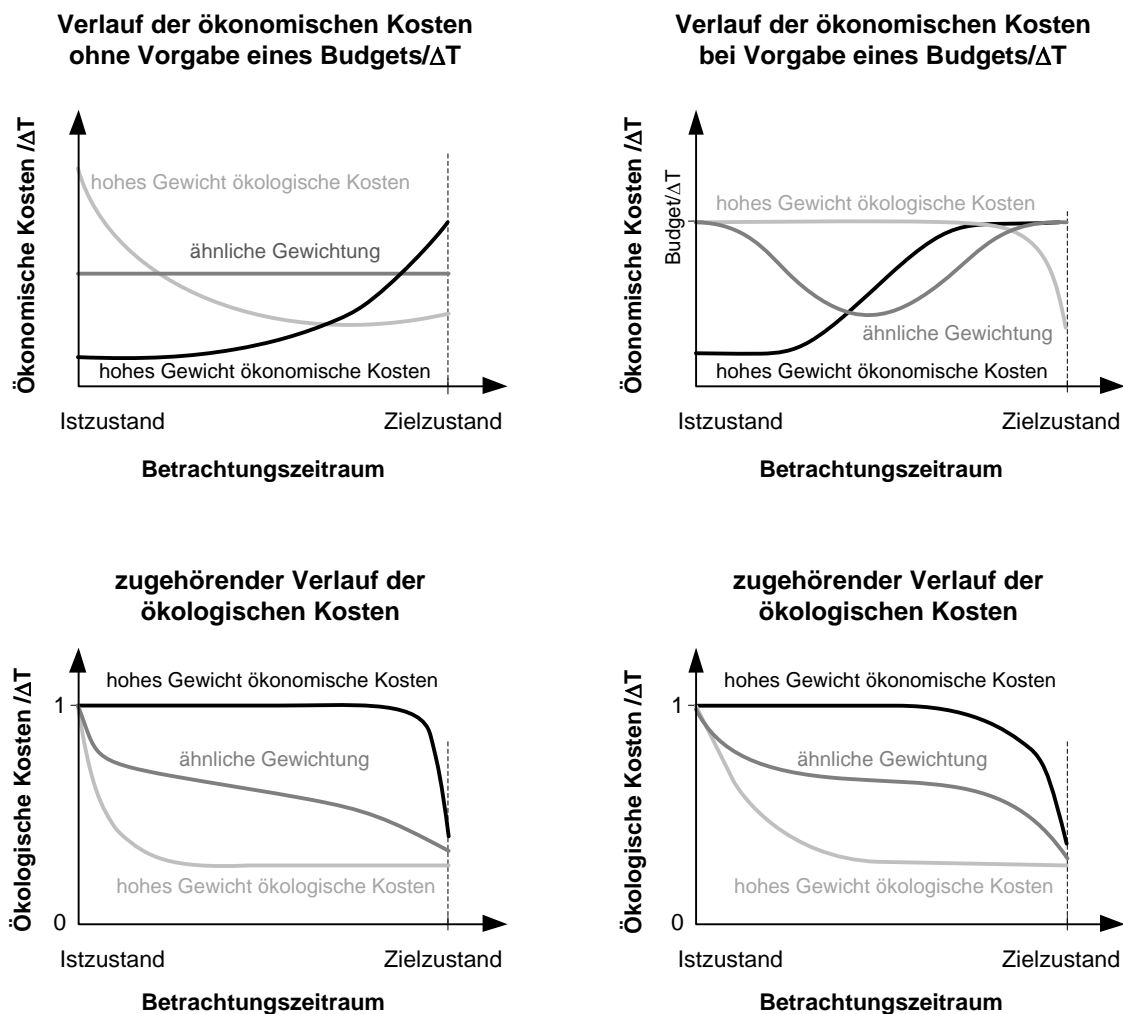 Verlauf der ökonomischen Kosten
ohne Vorgabe eines Budgets/ΔT
Ökonomische Kosten /ΔT
hohes Gewicht ökologische Kosten
ähnliche Gewichtung
hohes Gewicht ökonomische Kosten
Istzustand
Zielzustand
Betrachtungszeitraum
Verlauf der ökonomischen Kosten
bei Vorgabe eines Budgets/ΔT
Ökonomische Kosten /ΔT
Budget/ΔT
hohes Gewicht ökologische Kosten
ähnliche Gewichtung
hohes Gewicht ökonomische Kosten
Istzustand
Zielzustand
Betrachtungszeitraum
zugehörender Verlauf der
ökologischen Kosten
Ökologische Kosten /ΔT
hohes Gewicht ökonomische Kosten
1
ähnliche Gewichtung
hohes Gewicht ökologische Kosten
0
Istzustand
Zielzustand
Betrachtungszeitraum
zugehörender Verlauf der
ökologischen Kosten
Ökologische Kosten /ΔT
hohes Gewicht ökonomische Kosten
1
ähnliche Gewichtung
hohes Gewicht ökologische Kosten
0
Istzustand
Zielzustand
Betrachtungszeitraum